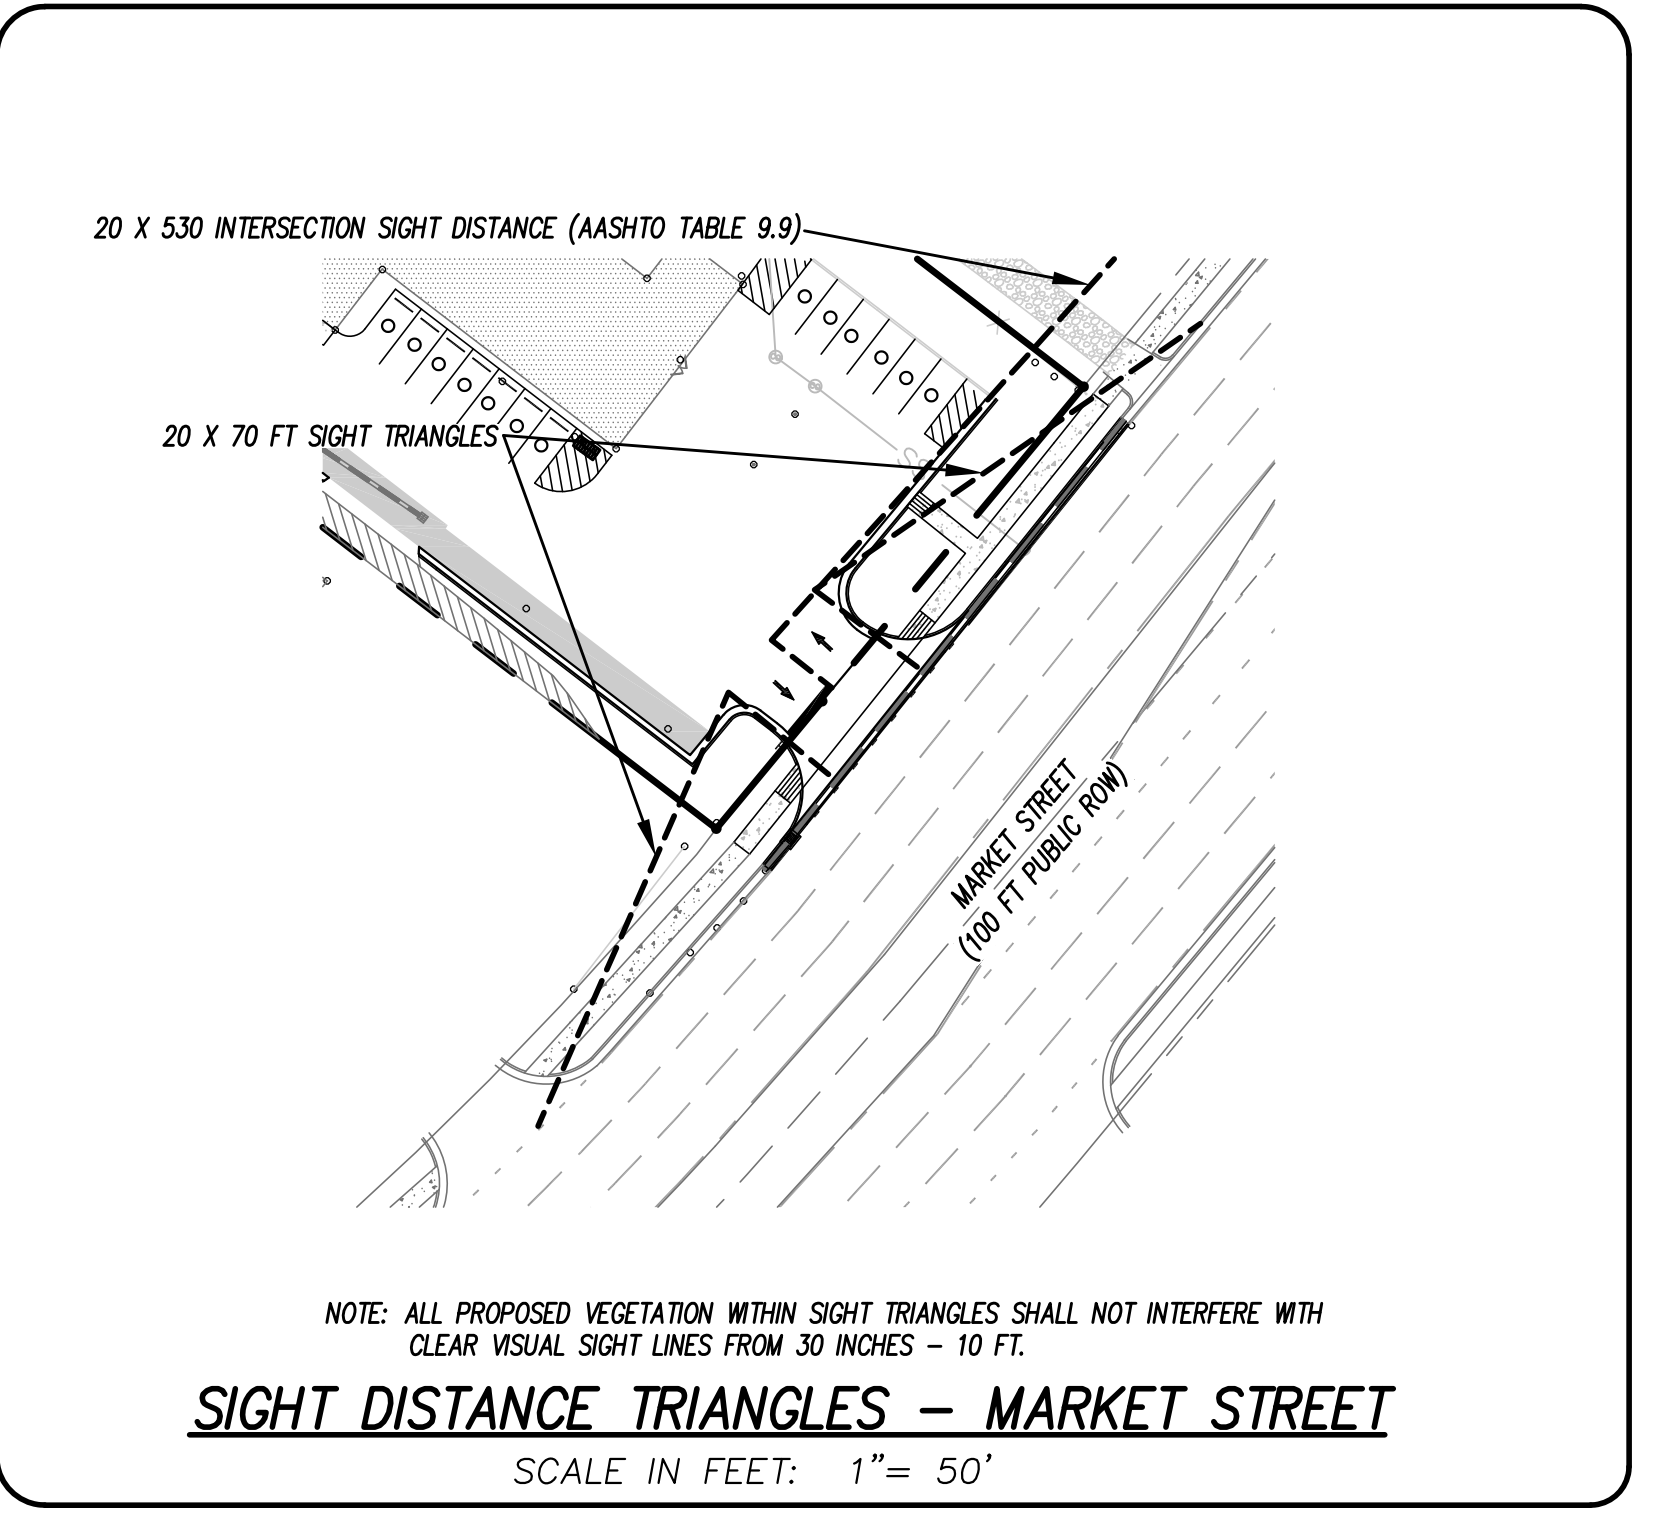 20 X 530 INTERSECTION SIGHT DISTANCE (AASHTO TABLE 9.9)
20 X 70 FT SIGHT TRIANGLES
MARKET STREET
(100 FT PUBLIC ROW)
NOTE: ALL PROPOSED VEGETATION WITHIN SIGHT TRIANGLES SHALL NOT INTERFERE WITH
CLEAR VISUAL SIGHT LINES FROM 30 INCHES – 10 FT.
SIGHT DISTANCE TRIANGLES – MARKET STREET
SCALE IN FEET: 1"= 50'